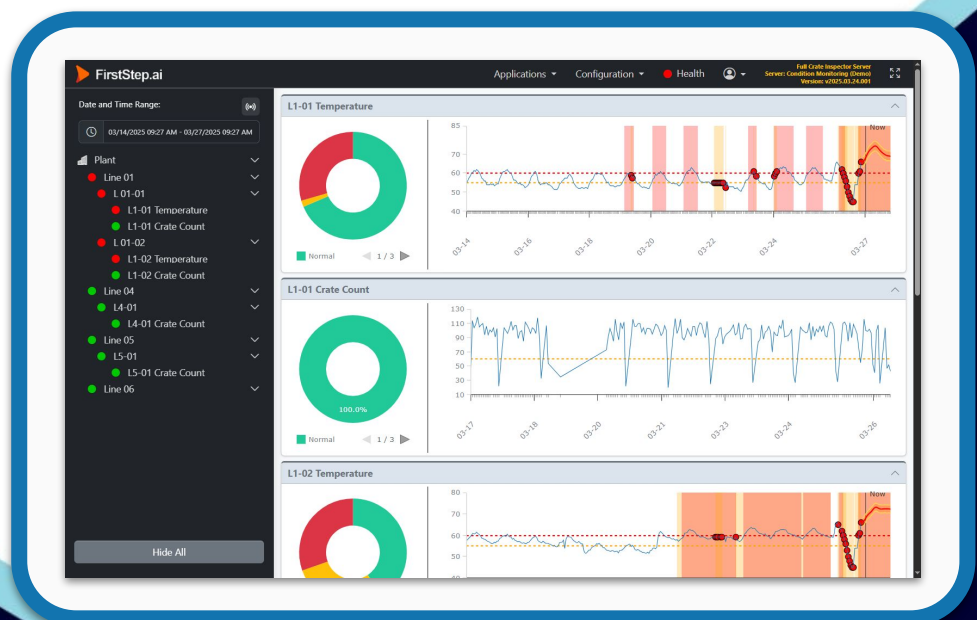 FirstStep.ai
Applications
Configuration
Health
Full Crate Inspector Server
Server: Condition Monitoring (Demo)
Version: v2025.03.24.001
Date and Time Range:
03/14/2025 09:27 AM - 03/27/2025 09:27 AM
Plant
Line 01
L 01-01
L1-01 Temperature
L1-01 Crate Count
L 01-02
L1-02 Temperature
L1-02 Crate Count
Line 04
L4-01
L4-01 Crate Count
Line 05
L5-01
L5-01 Crate Count
Line 06
Hide All
L1-01 Temperature
Normal
1 / 3
85
70
60
50
40
Now
03-14
03-16
03-18
03-20
03-22
03-24
03-27
L1-01 Crate Count
100.0%
Normal
1 / 3
130
110
90
70
50
30
10
03-17
03-18
03-20
03-21
03-23
03-24
03-26
L1-02 Temperature
80
70
60
50
40
Now